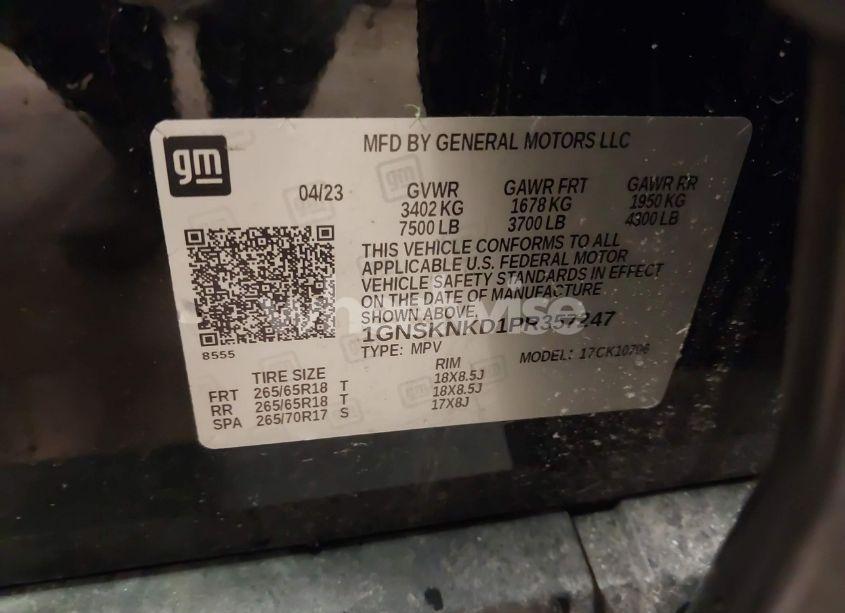 gm
MFD BY GENERAL MOTORS LLC
04/23
GVWR GAWR FRT GAWR RR
3402 KG 1678 KG 1950 KG
7500 LB 3700 LB 4300 LB
THIS VEHICLE CONFORMS TO ALL
APPLICABLE U.S. FEDERAL MOTOR
VEHICLE SAFETY STANDARDS IN EFFECT
ON THE DATE OF MANUFACTURE
SHOWN ABOVE.
1GNSKNKD1PR357247
8555
TYPE: MPV MODEL: 17CK10706
TIRE SIZE RIM
FRT 265/65R18 T 18X8.5J
RR 265/65R18 T 18X8.5J
SPA 265/70R17 S 17X8J